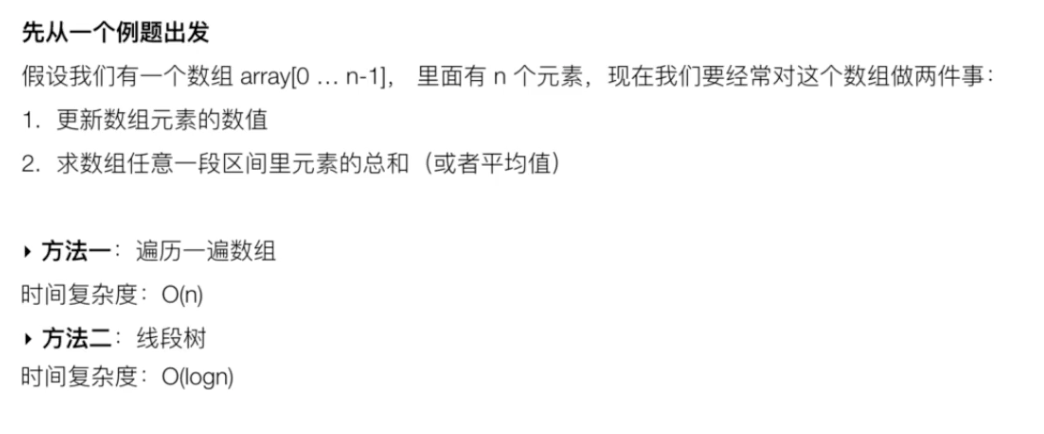 先从一个例题出发
假设我们有一个数组 array[0 … n-1]， 里面有 n 个元素，现在我们要经常对这个数组做两件事：
1. 更新数组元素的数值
2. 求数组任意一段区间里元素的总和（或者平均值）
▸ 方法一：遍历一遍数组
时间复杂度：O(n)
▸ 方法二：线段树
时间复杂度：O(logn)